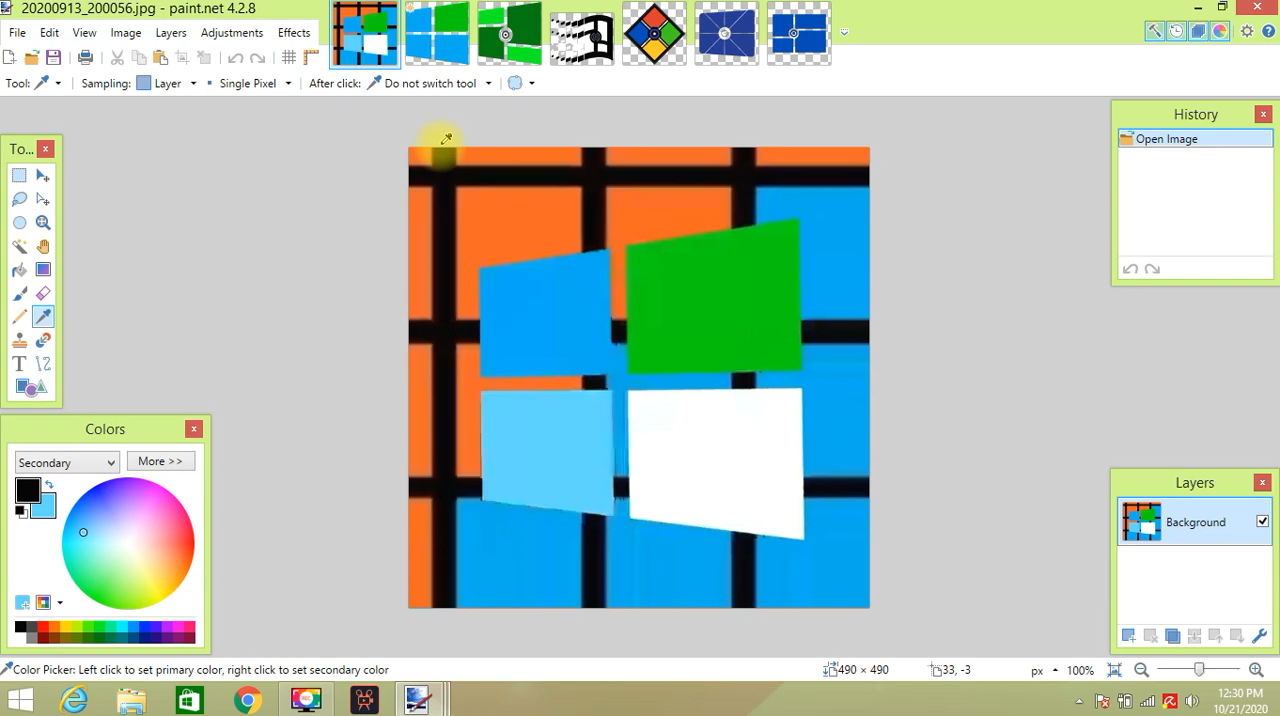 20200913_200056.jpg - paint.net 4.2.8
File Edit View Image Layers Adjustments Effects
Tool: Sampling: Layer Single Pixel After click: Do not switch tool
History
Open Image
To...
Colors
Secondary More >>
Layers
Background
Color Picker: Left click to set primary color, right click to set secondary color 490 × 490 33, -3 px 100%
12:30 PM
10/21/2020